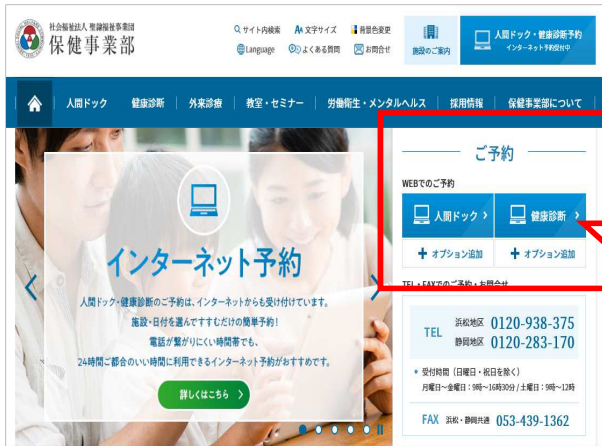 社会福祉法人 聖隷福祉事業団
保健事業部
サイト内検索 AA 文字サイズ 背景色変更
Language よくある質問 お問合せ
施設のご案内
人間ドック・健康診断予約
インターネット予約受付中
人間ドック 健康診断 外来診療 教室・セミナー 労働衛生・メンタルヘルス 採用情報 保健事業部について
ご予約
WEBでのご予約
人間ドック > 健康診断 >
+ オプション追加 + オプション追加
インターネット予約
人間ドック・健康診断のご予約は、インターネットからも受け付けています。
施設・日付を選んですすむだけの簡単予約！
電話が繋がりにくい時間帯でも、
24時間ご都合のいい時間に利用できるインターネット予約がおすすめです。
詳しくはこちら >
TEL・FAXでのご予約・お問合せ
TEL 浜松地区 0120-938-375
静岡地区 0120-283-170
受付時間（日曜日・祝日を除く）
月曜日～金曜日：9時～16時30分 / 土曜日：9時～12時
FAX 浜松・静岡共通 053-439-1362